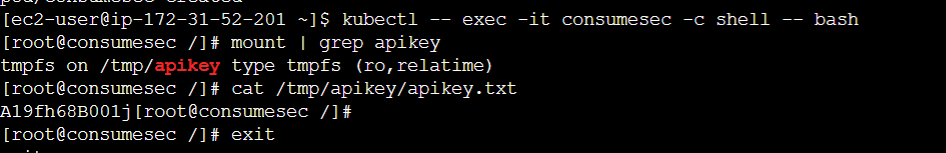 [ec2-user@ip-172-31-52-201 ~]$ kubectl -- exec -it consumesec -c shell -- bash
[root@consumesec /]# mount | grep apikey
tmpfs on /tmp/apikey type tmpfs (ro,relatime)
[root@consumesec /]# cat /tmp/apikey/apikey.txt
A19fh68B001j[root@consumesec /]#
[root@consumesec /]# exit